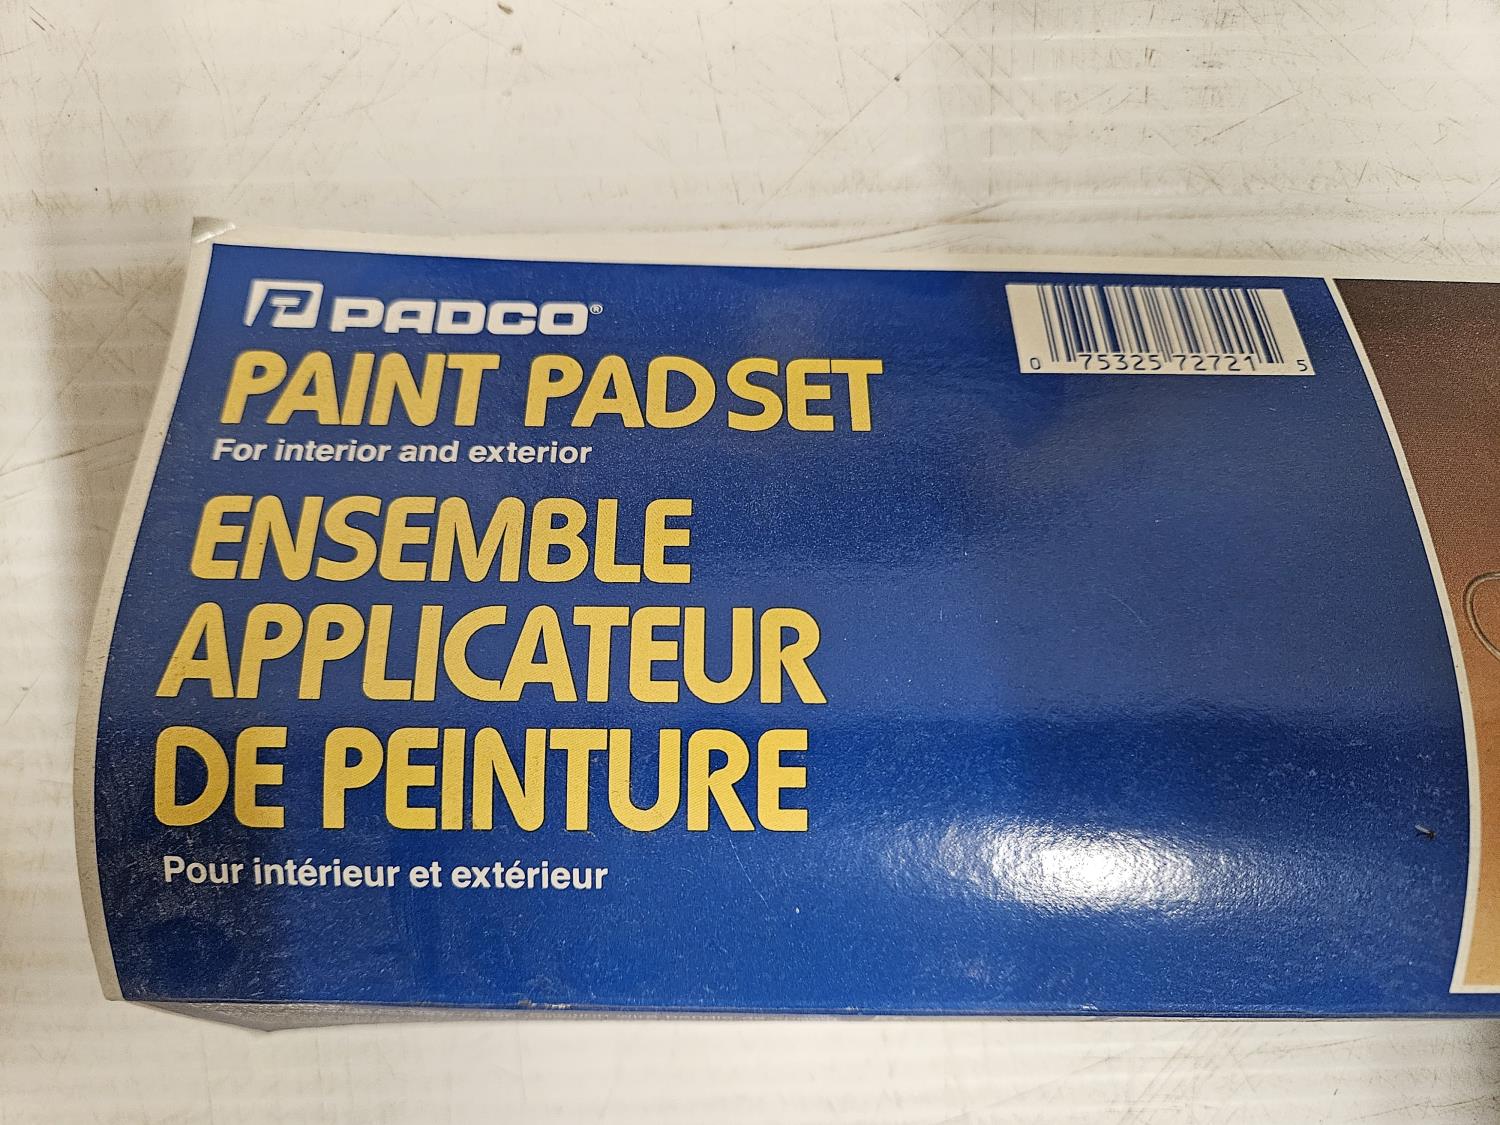 PADCO®
PAINT PAD SET
For interior and exterior
ENSEMBLE
APPLICATEUR
DE PEINTURE
Pour intérieur et extérieur
0 75325 72721 5